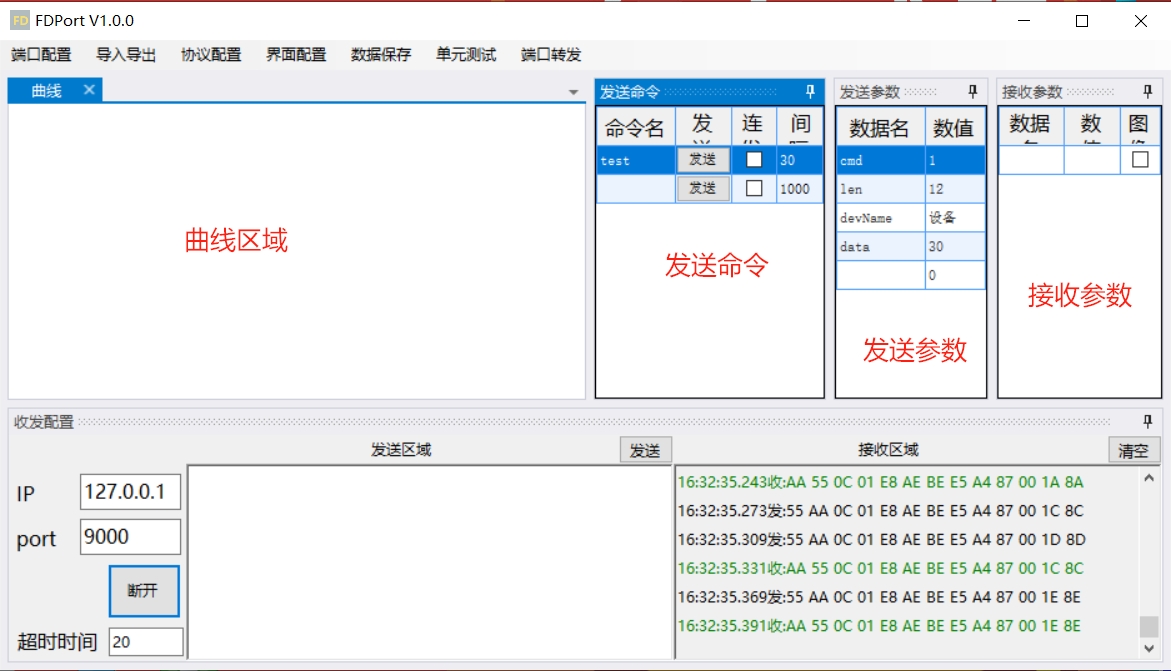 FD FDPort V1.0.0
端口配置 导入导出 协议配置 界面配置 数据保存 单元测试 端口转发
曲线
曲线区域
发送命令
命令名 发 连 间
test 发送 30
发送 1000
发送命令
发送参数
数据名 数值
cmd 1
len 12
devName 设备
data 30
0
发送参数
接收参数
数据 数 图
接收参数
收发配置
IP 127.0.0.1
port 9000
断开
超时时间 20
发送区域 发送
接收区域 清空
16:32:35.243收:AA 55 0C 01 E8 AE BE E5 A4 87 00 1A 8A
16:32:35.273发:55 AA 0C 01 E8 AE BE E5 A4 87 00 1C 8C
16:32:35.309发:55 AA 0C 01 E8 AE BE E5 A4 87 00 1D 8D
16:32:35.331收:AA 55 0C 01 E8 AE BE E5 A4 87 00 1C 8C
16:32:35.369发:55 AA 0C 01 E8 AE BE E5 A4 87 00 1E 8E
16:32:35.391收:AA 55 0C 01 E8 AE BE E5 A4 87 00 1E 8E